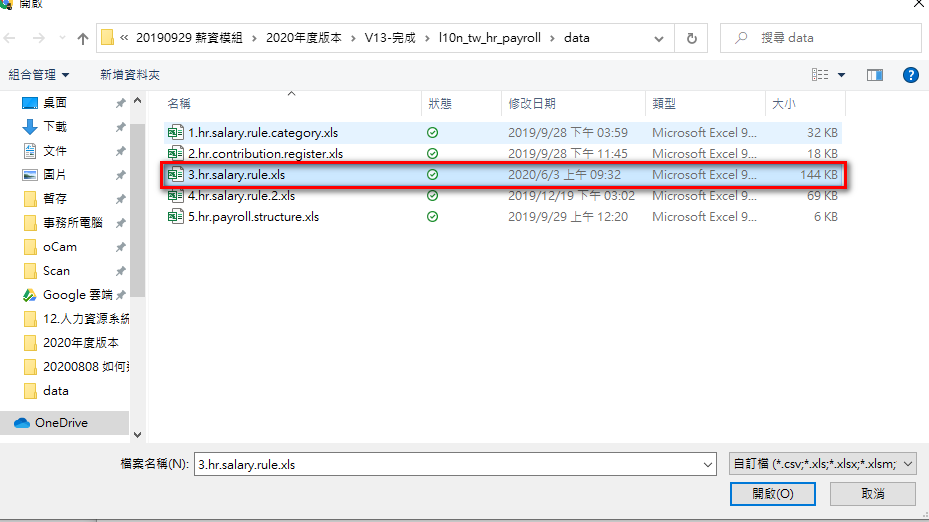 開啟
« 20190929 薪資模組 › 2020年度版本 › V13-完成 › l10n_tw_hr_payroll › data
搜尋 data
組合管理 新增資料夾
名稱 狀態 修改日期 類型 大小
桌面
下載
文件
圖片
暫存
事務所電腦
oCam
Scan
Google 雲端
12.人力資源系統
2020年度版本
20200808 如何
data
OneDrive
1.hr.salary.rule.category.xls 2019/9/28 下午 03:59 Microsoft Excel 9... 32 KB
2.hr.contribution.register.xls 2019/9/28 下午 11:45 Microsoft Excel 9... 18 KB
3.hr.salary.rule.xls 2020/6/3 上午 09:32 Microsoft Excel 9... 144 KB
4.hr.salary.rule.2.xls 2019/12/19 下午 03:02 Microsoft Excel 9... 69 KB
5.hr.payroll.structure.xls 2019/9/29 上午 12:20 Microsoft Excel 9... 6 KB
檔案名稱(N): 3.hr.salary.rule.xls 自訂檔 (*.csv;*.xls;*.xlsx;*.xlsm;
開啟(O) 取消